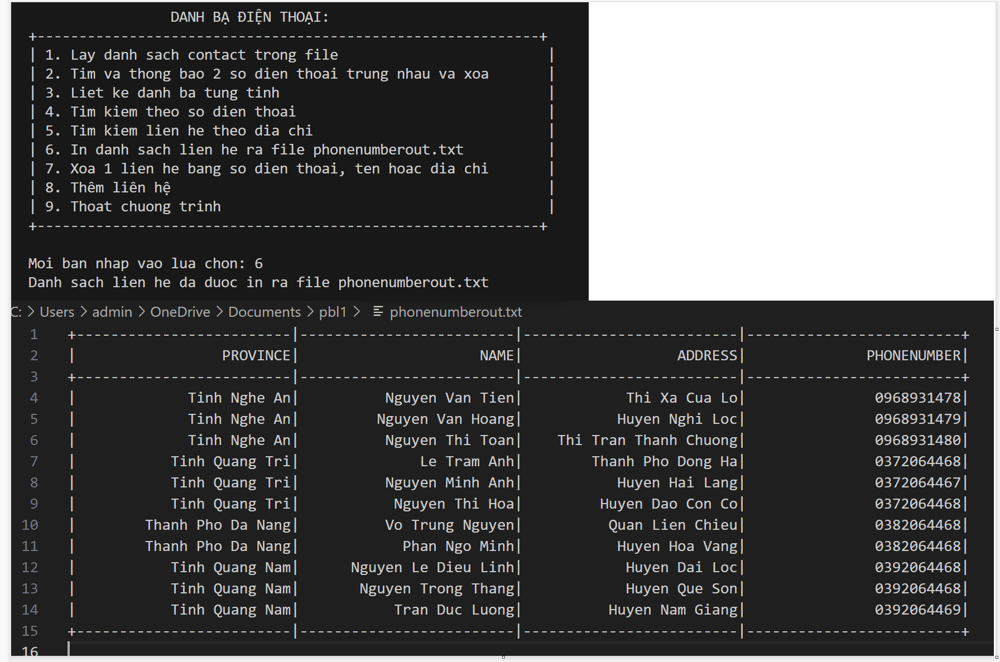 DANH BẠ ĐIỆN THOẠI:
+------------------------------------------------------------+
| 1. Lay danh sach contact trong file |
| 2. Tim va thong bao 2 so dien thoai trung nhau va xoa |
| 3. Liet ke danh ba tung tinh |
| 4. Tim kiem theo so dien thoai |
| 5. Tim kiem lien he theo dia chi |
| 6. In danh sach lien he ra file phonenumberout.txt |
| 7. Xoa 1 lien he bang so dien thoai, ten hoac dia chi |
| 8. Thêm liên hệ |
| 9. Thoat chuong trinh |
+------------------------------------------------------------+
Moi ban nhap vao lua chon: 6
Danh sach lien he da duoc in ra file phonenumberout.txt
C: > Users > admin > OneDrive > Documents > pbl1 > phonenumberout.txt
1 +-------------------------|-------------------------|-------------------------|-------------------------+
2 | PROVINCE| NAME| ADDRESS| PHONENUMBER|
3 +-------------------------|-------------------------|-------------------------|-------------------------+
4 | Tinh Nghe An| Nguyen Van Tien| Thi Xa Cua Lo| 0968931478|
5 | Tinh Nghe An| Nguyen Van Hoang| Huyen Nghi Loc| 0968931479|
6 | Tinh Nghe An| Nguyen Thi Toan| Thi Tran Thanh Chuong| 0968931480|
7 | Tinh Quang Tri| Le Tram Anh| Thanh Pho Dong Ha| 0372064468|
8 | Tinh Quang Tri| Nguyen Minh Anh| Huyen Hai Lang| 0372064467|
9 | Tinh Quang Tri| Nguyen Thi Hoa| Huyen Dao Con Co| 0372064468|
10 | Thanh Pho Da Nang| Vo Trung Nguyen| Quan Lien Chieu| 0382064468|
11 | Thanh Pho Da Nang| Phan Ngo Minh| Huyen Hoa Vang| 0382064468|
12 | Tinh Quang Nam| Nguyen Le Dieu Linh| Huyen Dai Loc| 0392064468|
13 | Tinh Quang Nam| Nguyen Trong Thang| Huyen Que Son| 0392064468|
14 | Tinh Quang Nam| Tran Duc Luong| Huyen Nam Giang| 0392064469|
15 +-------------------------|-------------------------|-------------------------|-------------------------+
16